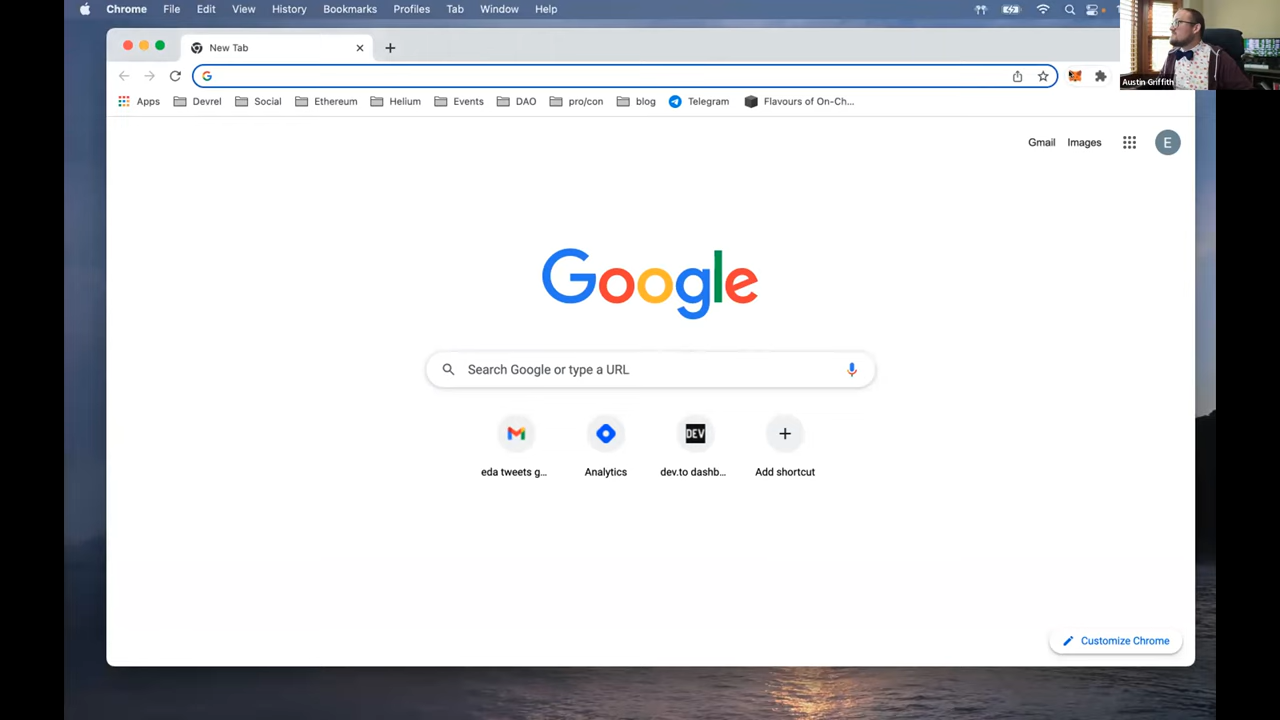 Chrome File Edit View History Bookmarks Profiles Tab Window Help
New Tab
Apps Devrel Social Ethereum Helium Events DAO pro/con blog Telegram Flavours of On-Ch...
Austin Griffith
Gmail Images E
Google
Search Google or type a URL
DEV
eda tweets g... Analytics dev.to dashb... Add shortcut
Customize Chrome